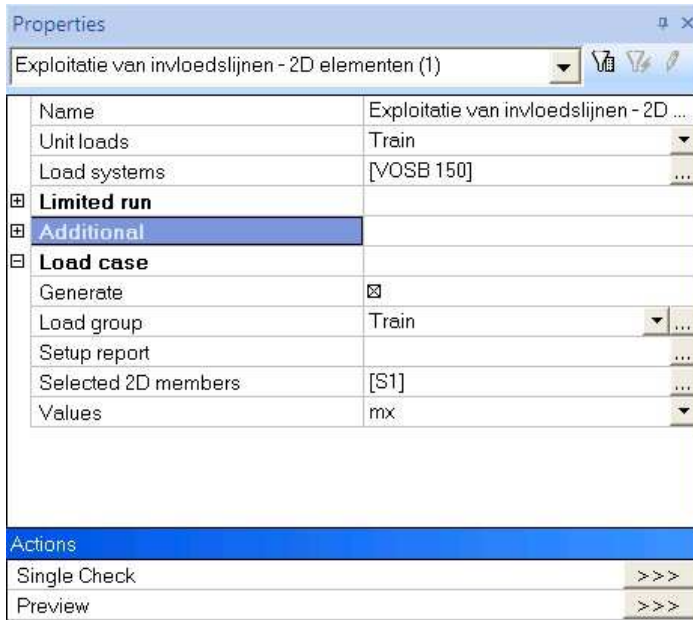 Properties
Exploitatie van invloedslijnen - 2D elementen (1)
Name Exploitatie van invloedslijnen - 2D ...
Unit loads Train
Load systems [VOSB 150] ...
Limited run
Additional
Load case
Generate
Load group Train ...
Setup report ...
Selected 2D members [S1] ...
Values mx
Actions
Single Check >>>
Preview >>>